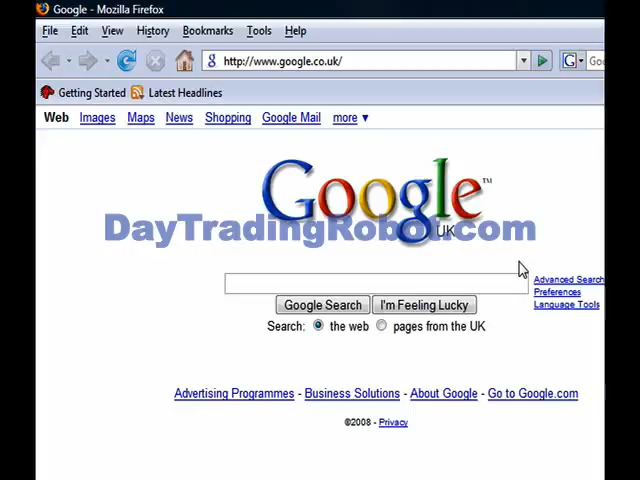 Google - Mozilla Firefox
File Edit View History Bookmarks Tools Help
g http://www.google.co.uk/ G Goo
Getting Started Latest Headlines
Web Images Maps News Shopping Google Mail more ▼
Google™
UK
DayTradingRobot.com
Advanced Search
Preferences
Language Tools
Google Search I'm Feeling Lucky
Search: the web pages from the UK
Advertising Programmes - Business Solutions - About Google - Go to Google.com
©2008 - Privacy